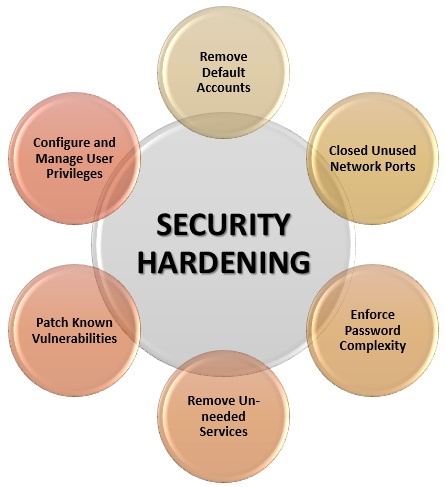 Remove
Default
Accounts
Configure and
Manage User
Privileges
Closed Unused
Network Ports
SECURITY
HARDENING
Patch Known
Vulnerabilities
Enforce
Password
Complexity
Remove Un-
needed
Services